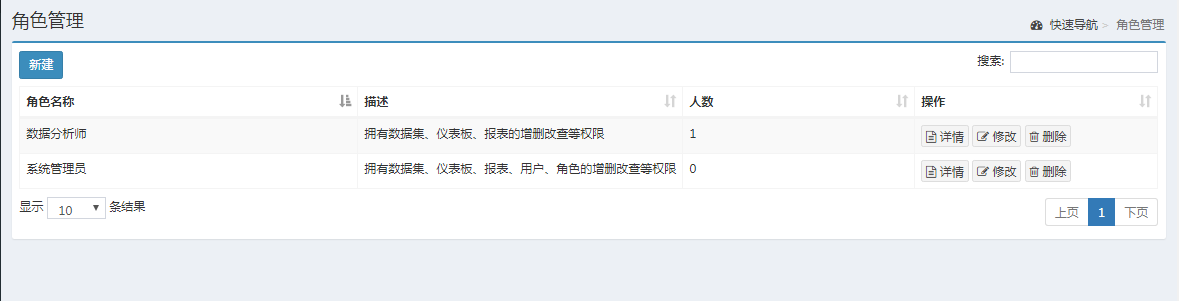 角色管理
快速导航 > 角色管理
新建
搜索:
角色名称 描述 人数 操作
数据分析师 拥有数据集、仪表板、报表的增删改查等权限 1 详情 修改 删除
系统管理员 拥有数据集、仪表板、报表、用户、角色的增删改查等权限 0 详情 修改 删除
显示 10 条结果
上页 1 下页